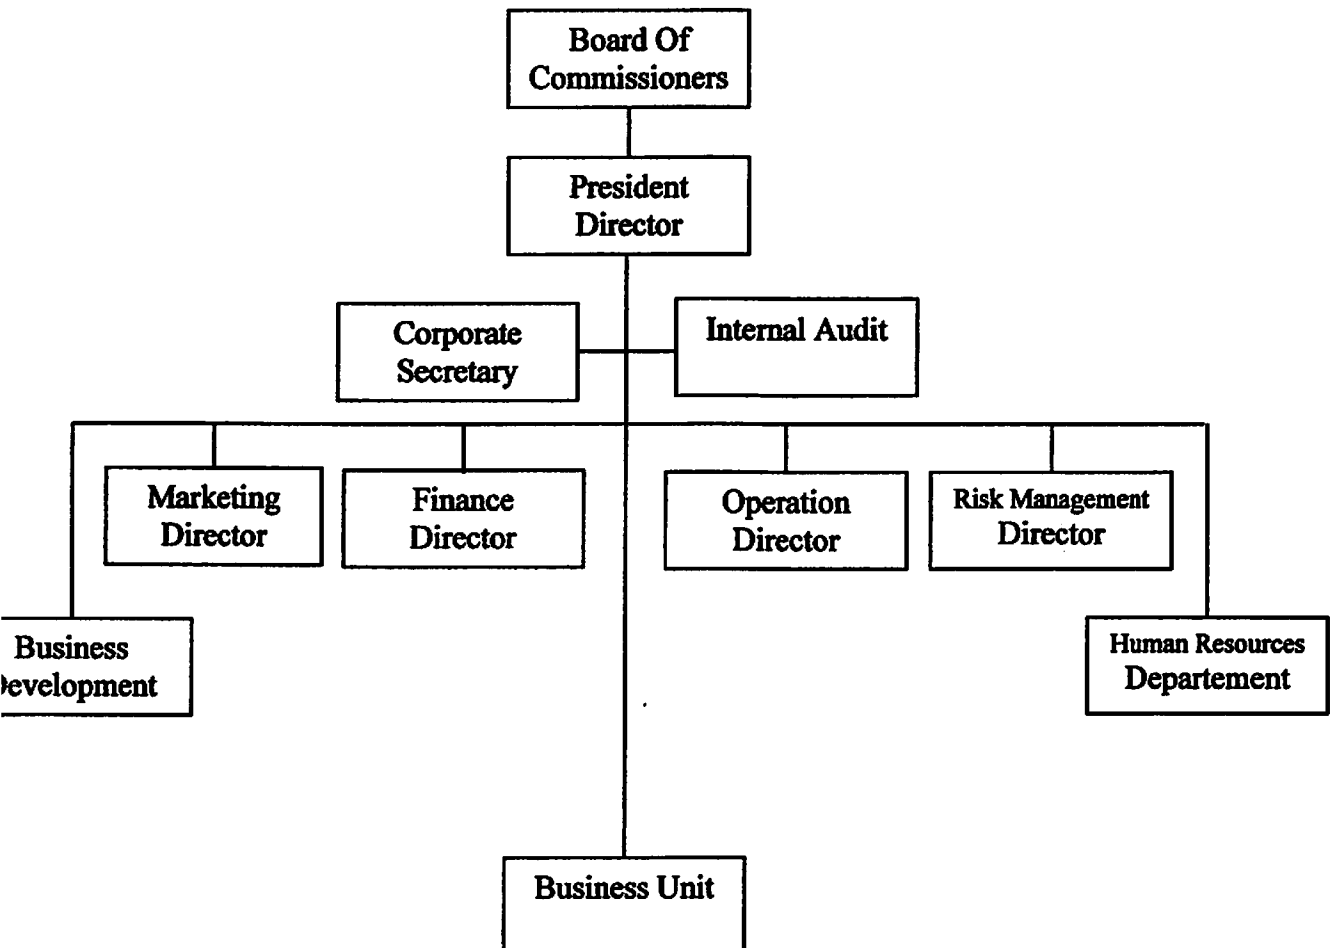 Board Of
Commissioners
President
Director
Corporate
Secretary
Internal Audit
Marketing
Director
Finance
Director
Operation
Director
Risk Management
Director
Business
Development
Human Resources
Departement
Business Unit